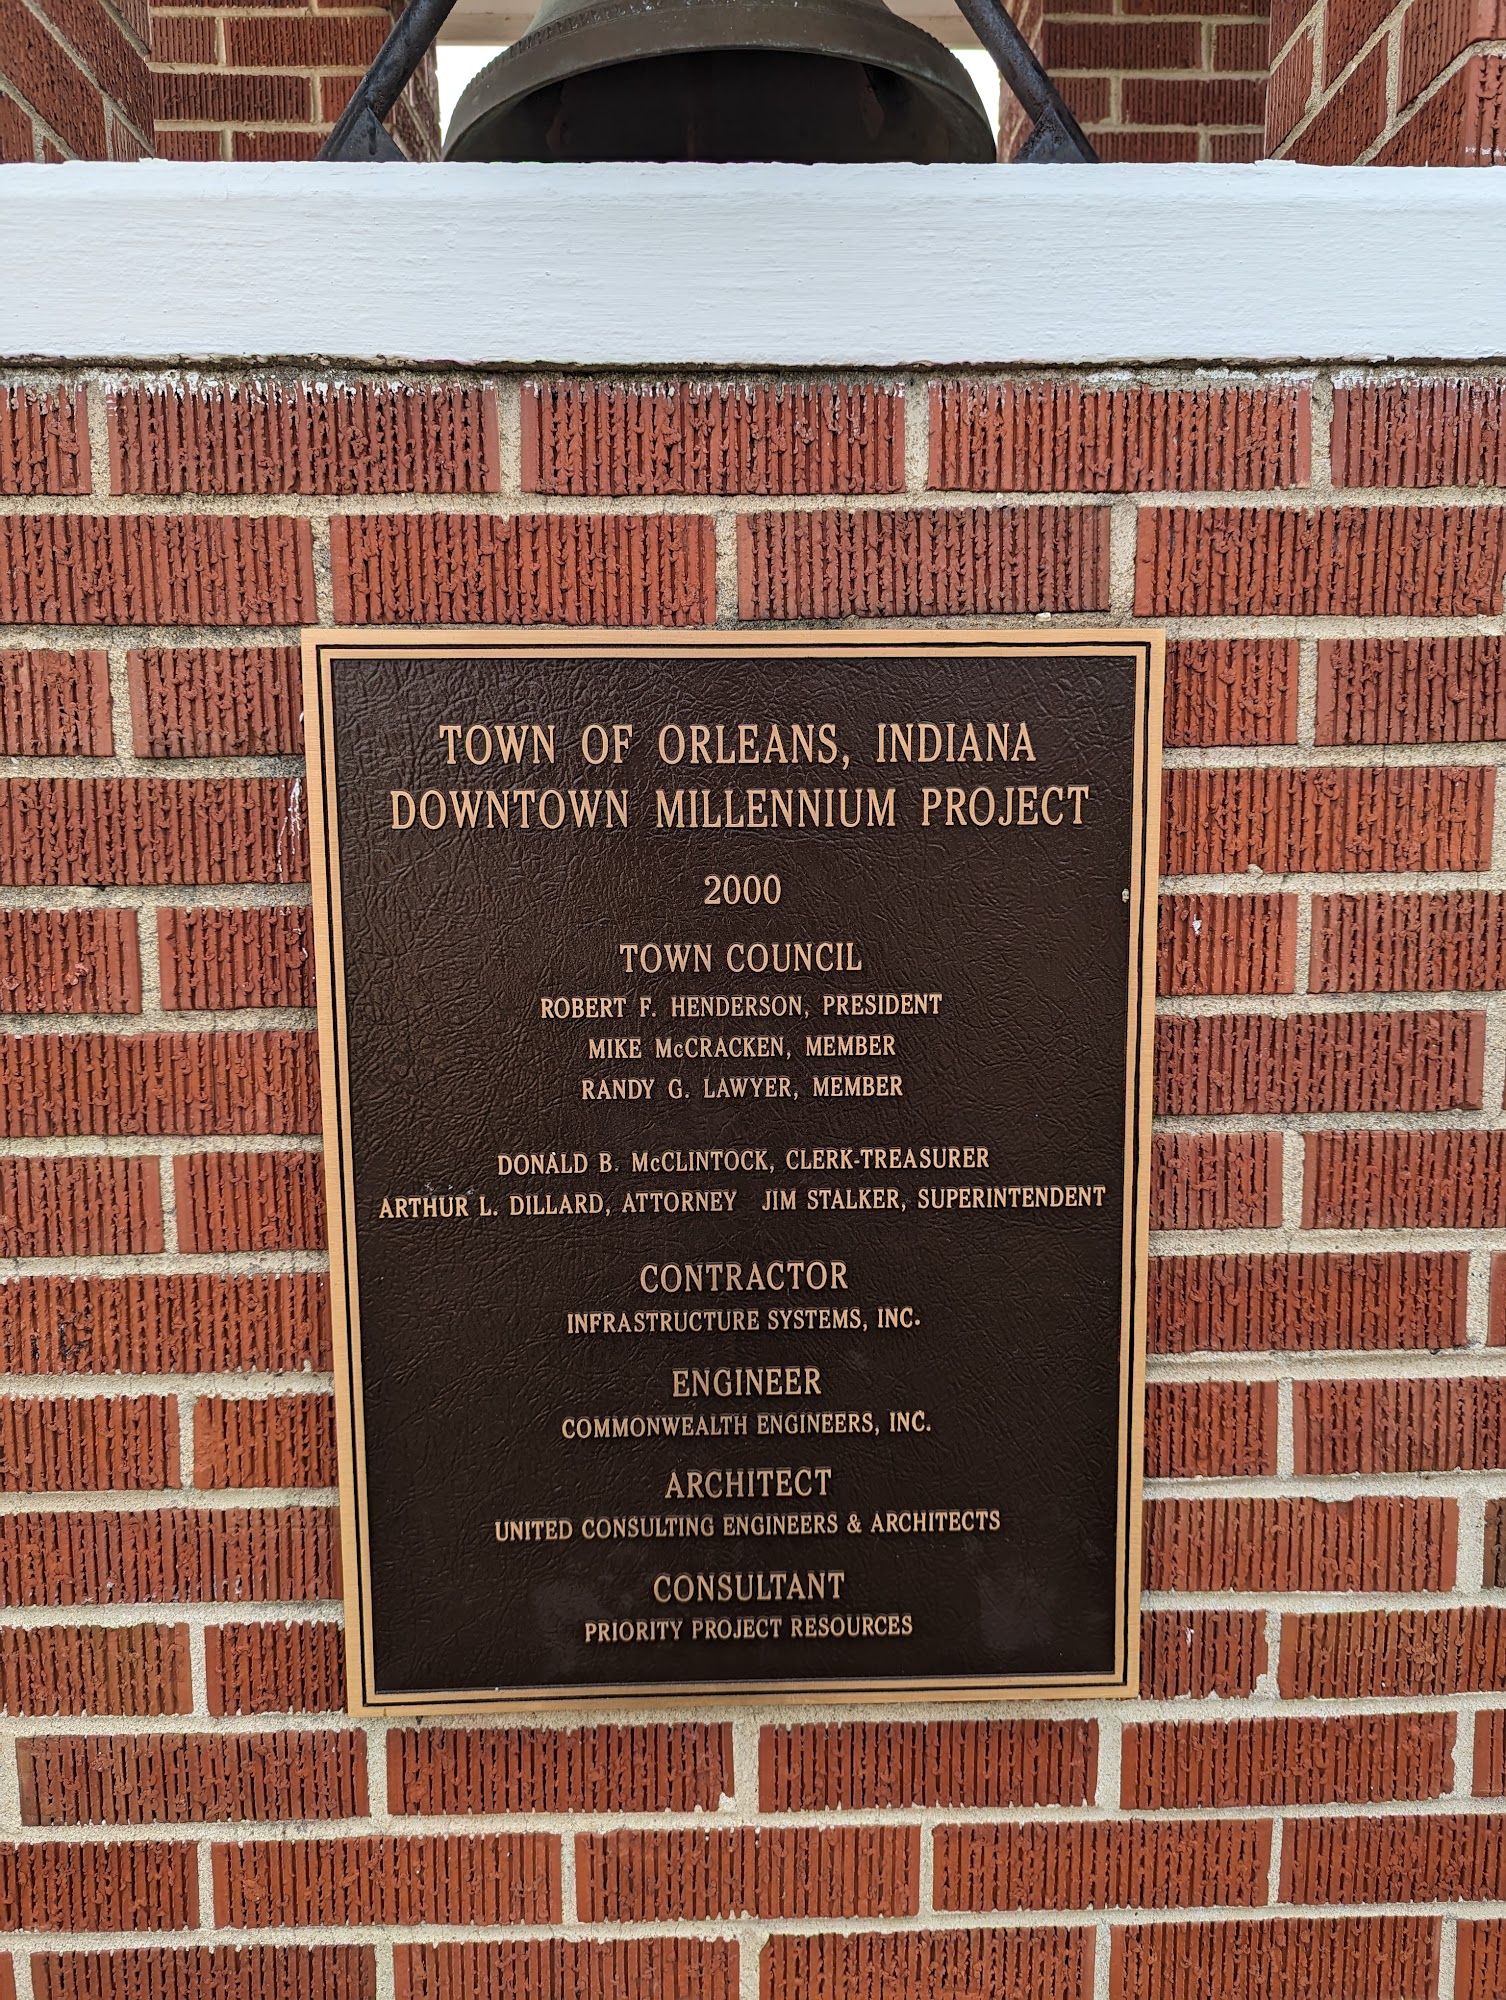 TOWN OF ORLEANS, INDIANA
DOWNTOWN MILLENNIUM PROJECT
2000
TOWN COUNCIL
ROBERT F. HENDERSON, PRESIDENT
MIKE McCRACKEN, MEMBER
RANDY G. LAWYER, MEMBER
DONALD B. McCLINTOCK, CLERK-TREASURER
ARTHUR L. DILLARD, ATTORNEY JIM STALKER, SUPERINTENDENT
CONTRACTOR
INFRASTRUCTURE SYSTEMS, INC.
ENGINEER
COMMONWEALTH ENGINEERS, INC.
ARCHITECT
UNITED CONSULTING ENGINEERS & ARCHITECTS
CONSULTANT
PRIORITY PROJECT RESOURCES